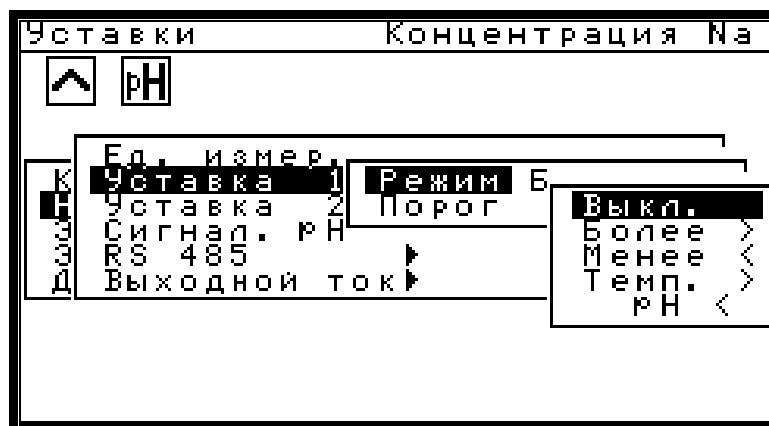 Уставки Концентрация Na
pH
Ед. измер.
К Уставка 1 Режим Б
Н Уставка 2 Порог Выкл.
Э Сигнал. pH Более >
Э RS 485 Менее <
Д Выходной ток Темп. >
pH <